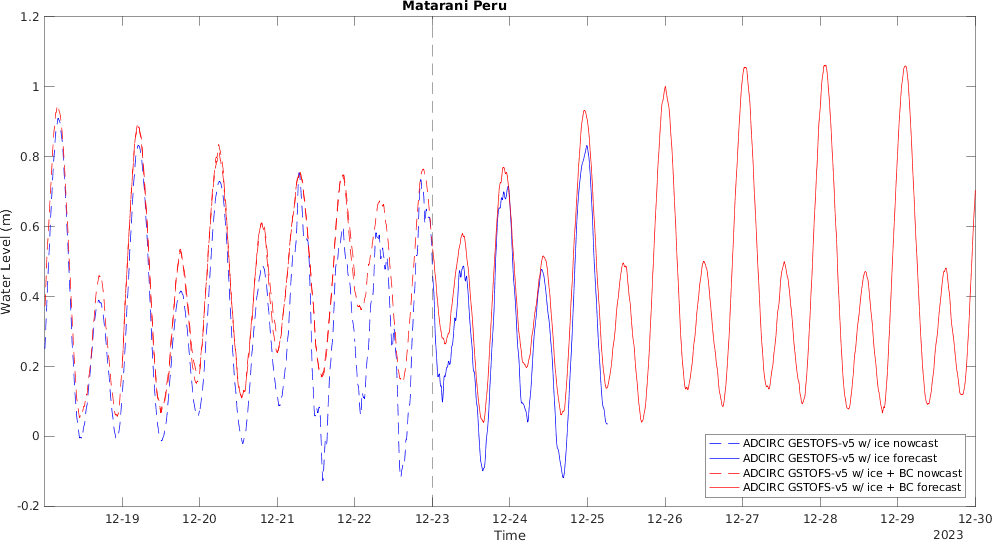 Matarani Peru
1.2
1
0.8
0.6
0.4
0.2
0
-0.2
Water Level (m)
ADCIRC GESTOFS-v5 w/ ice nowcast
ADCIRC GESTOFS-v5 w/ ice forecast
ADCIRC GSTOFS-v5 w/ ice + BC nowcast
ADCIRC GSTOFS-v5 w/ ice + BC forecast
12-19 12-20 12-21 12-22 12-23 12-24 12-25 12-26 12-27 12-28 12-29 12-30
Time
2023